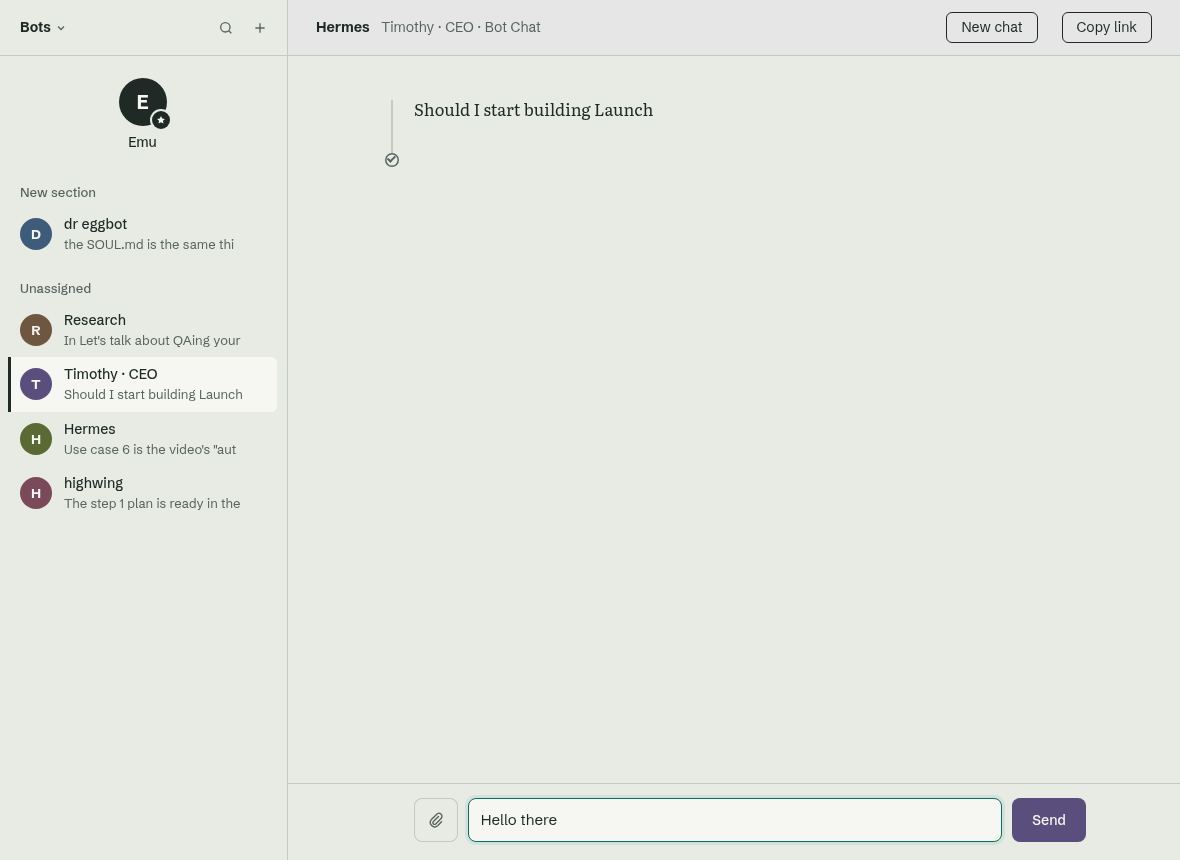 Bots
E
Emu
New section
D
dr eggbot
the SOUL.md is the same thi
Unassigned
R
Research
In Let's talk about QAing your
T
Timothy · CEO
Should I start building Launch
H
Hermes
Use case 6 is the video's "aut
H
highwing
The step 1 plan is ready in the
Hermes Timothy · CEO · Bot Chat
New chat
Copy link
Should I start building Launch
Hello there
Send